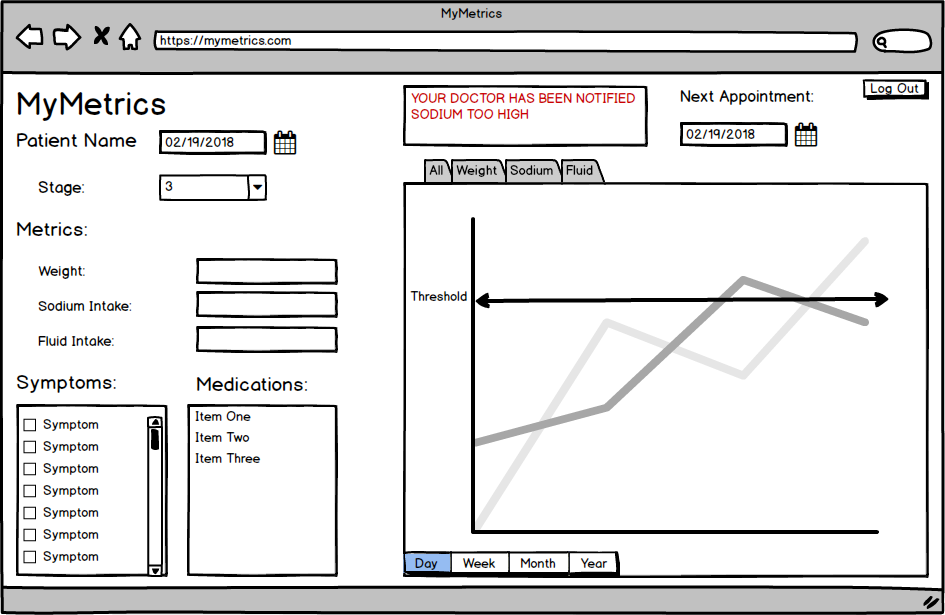 MyMetrics
https://mymetrics.com
MyMetrics
Patient Name
02/19/2018
Stage:
3
Metrics:
Weight:
Sodium Intake:
Fluid Intake:
Symptoms:
Symptom
Symptom
Symptom
Symptom
Symptom
Symptom
Symptom
Medications:
Item One
Item Two
Item Three
YOUR DOCTOR HAS BEEN NOTIFIED
SODIUM TOO HIGH
Next Appointment:
02/19/2018
Log Out
All Weight Sodium Fluid
Threshold
Day Week Month Year